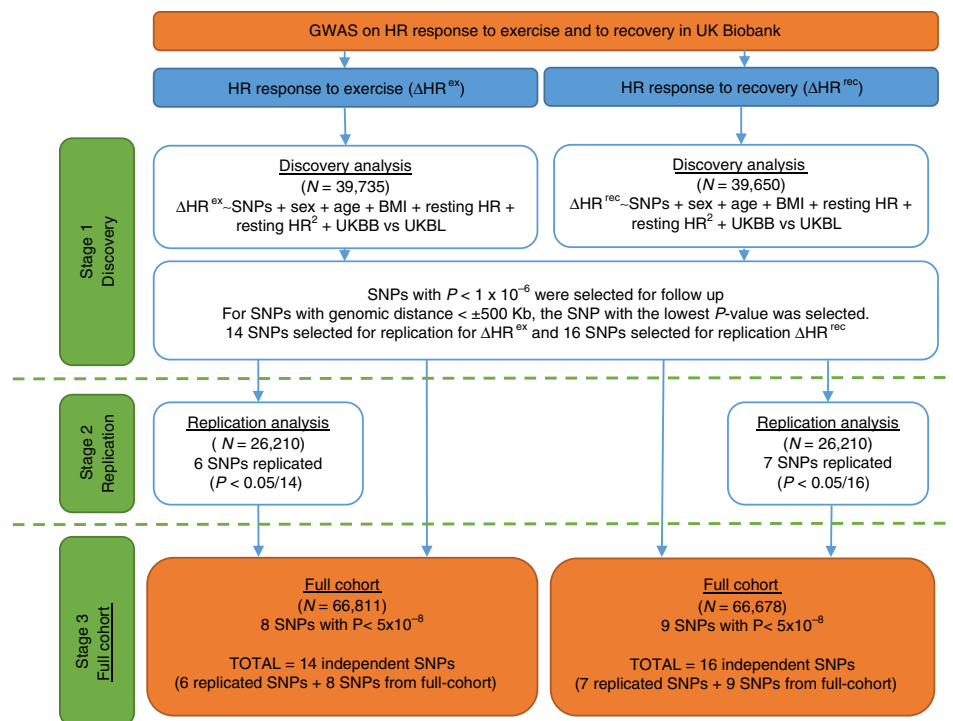 GWAS on HR response to exercise and to recovery in UK Biobank
HR response to exercise (ΔHR ex)
HR response to recovery (ΔHR rec)
Stage 1
Discovery
Discovery analysis
(N = 39,735)
ΔHR ex~SNPs + sex + age + BMI + resting HR +
resting HR² + UKBB vs UKBL
Discovery analysis
(N = 39,650)
ΔHR rec~SNPs + sex + age + BMI + resting HR +
resting HR² + UKBB vs UKBL
SNPs with P < 1 x 10⁻⁶ were selected for follow up
For SNPs with genomic distance < ±500 Kb, the SNP with the lowest P-value was selected.
14 SNPs selected for replication for ΔHR ex and 16 SNPs selected for replication ΔHR rec
Stage 2
Replication
Replication analysis
( N = 26,210)
6 SNPs replicated
(P < 0.05/14)
Replication analysis
(N = 26,210)
7 SNPs replicated
(P < 0.05/16)
Stage 3
Full cohort
Full cohort
(N = 66,811)
8 SNPs with P< 5x10⁻⁸
TOTAL = 14 independent SNPs
(6 replicated SNPs + 8 SNPs from full-cohort)
Full cohort
(N = 66,678)
9 SNPs with P< 5x10⁻⁸
TOTAL = 16 independent SNPs
(7 replicated SNPs + 9 SNPs from full-cohort)